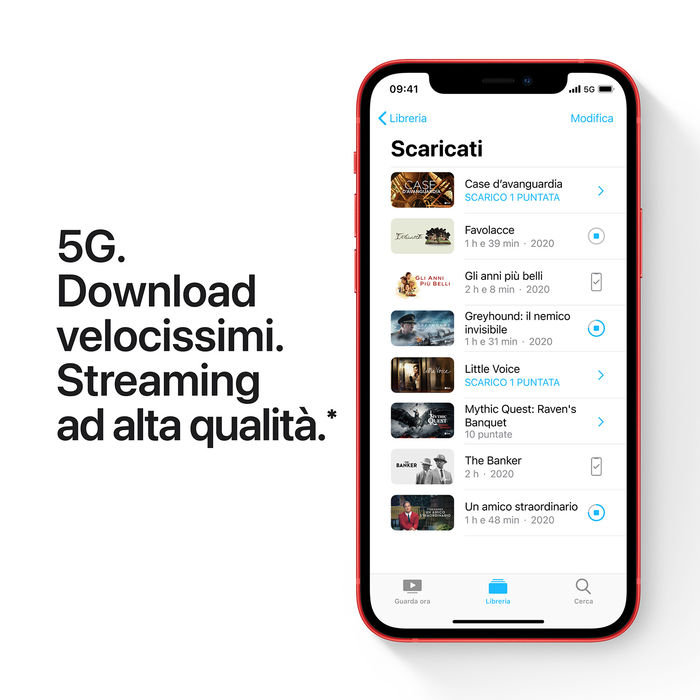 5G.
Download
velocissimi.
Streaming
ad alta qualità.*
09:41
5G
Libreria
Modifica
Scaricati
CASE
D'AVANGUARDIA
Case d’avanguardia
SCARICO 1 PUNTATA
Favolacce
Favolacce
1 h e 39 min · 2020
GLI ANNI
PIÙ BELLI
Gli anni più belli
2 h e 8 min · 2020
GREYHOUND
Greyhound: il nemico
invisibile
1 h e 31 min · 2020
Little Voice
Little Voice
SCARICO 1 PUNTATA
MYTHIC
QUEST
Mythic Quest: Raven's
Banquet
10 puntate
THE
BANKER
The Banker
2 h · 2020
UN AMICO
STRAORDINARIO
Un amico straordinario
1 h e 48 min · 2020
Guarda ora
Libreria
Cerca